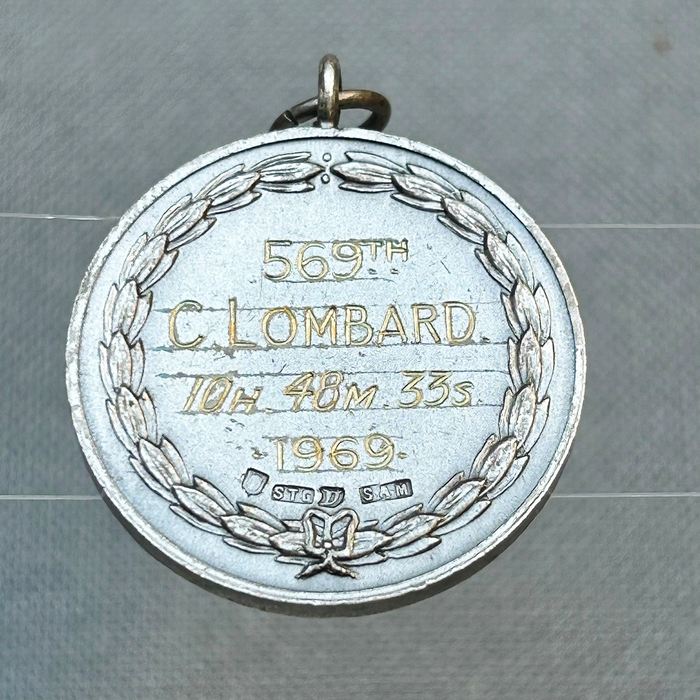 569TH
C. LOMBARD
10H 48M 33S
1969
STG D S.A.M